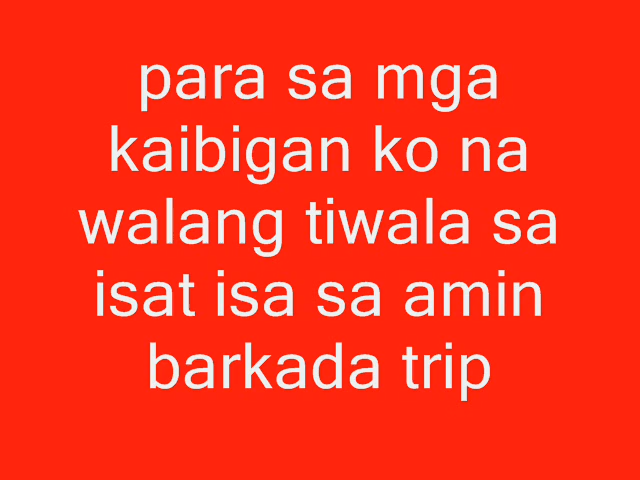 para sa mga
kaibigan ko na
walang tiwala sa
isat isa sa amin
barkada trip